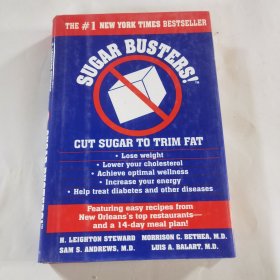 THE #1 NEW YORK TIMES BESTSELLER
SUGAR BUSTERS!
CUT SUGAR TO TRIM FAT
• Lose weight
• Lower your cholesterol
• Achieve optimal wellness
• Increase your energy
• Help treat diabetes and other diseases
Featuring easy recipes from
New Orleans's top restaurants—
and a 14-day meal plan!
H. LEIGHTON STEWARD MORRISON C. BETHEA, M.D.
SAM S. ANDREWS, M.D. LUIS A. BALART, M.D.